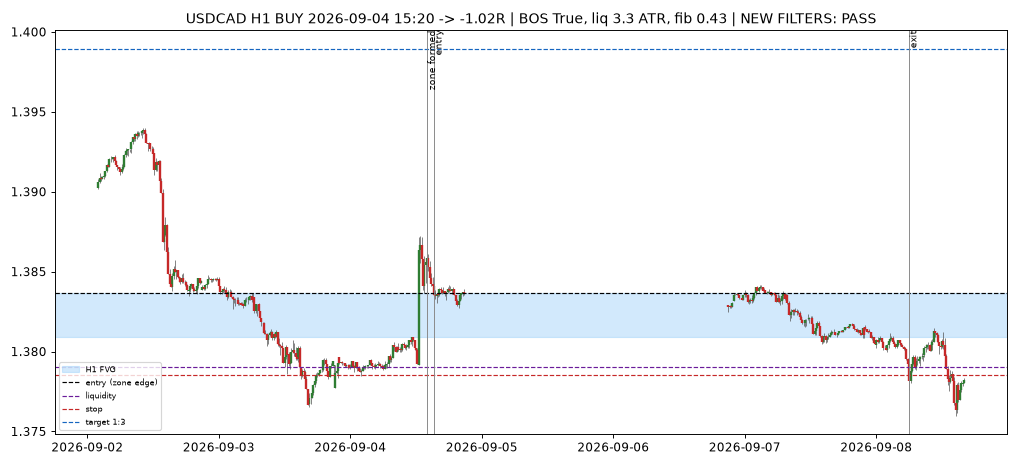 USDCAD H1 BUY 2026-09-04 15:20 -> -1.02R | BOS True, liq 3.3 ATR, fib 0.43 | NEW FILTERS: PASS
1.400
1.395
1.390
1.385
1.380
1.375
zone formed
entry
exit
H1 FVG
entry (zone edge)
liquidity
stop
target 1:3
2026-09-02
2026-09-03
2026-09-04
2026-09-05
2026-09-06
2026-09-07
2026-09-08